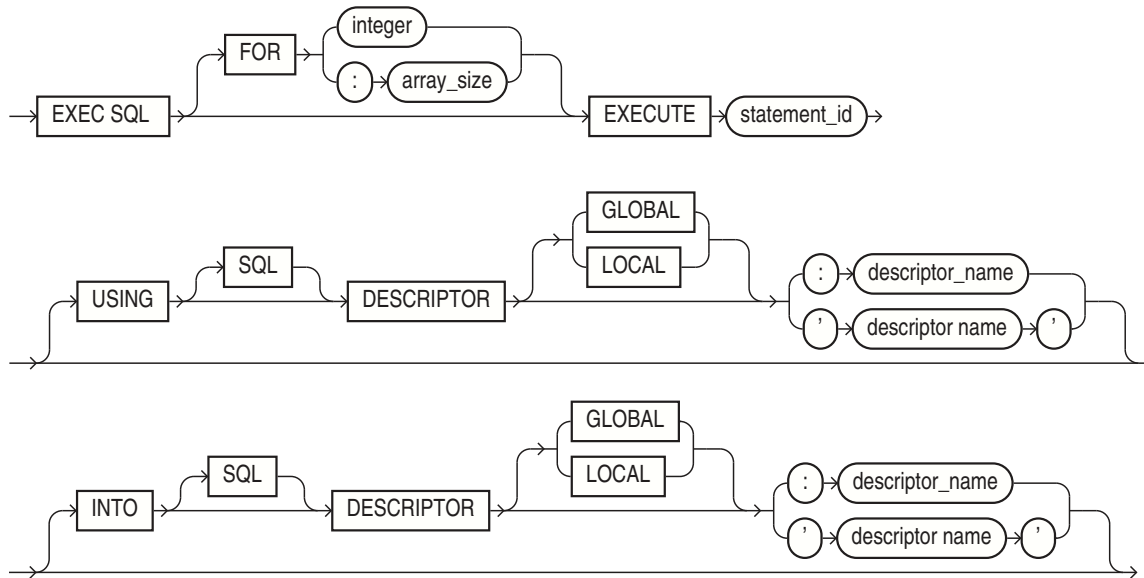 integer
FOR
: array_size
EXEC SQL EXECUTE statement_id
GLOBAL
SQL LOCAL : descriptor_name
USING DESCRIPTOR ' descriptor name '
GLOBAL
SQL LOCAL : descriptor_name
INTO DESCRIPTOR ' descriptor name '